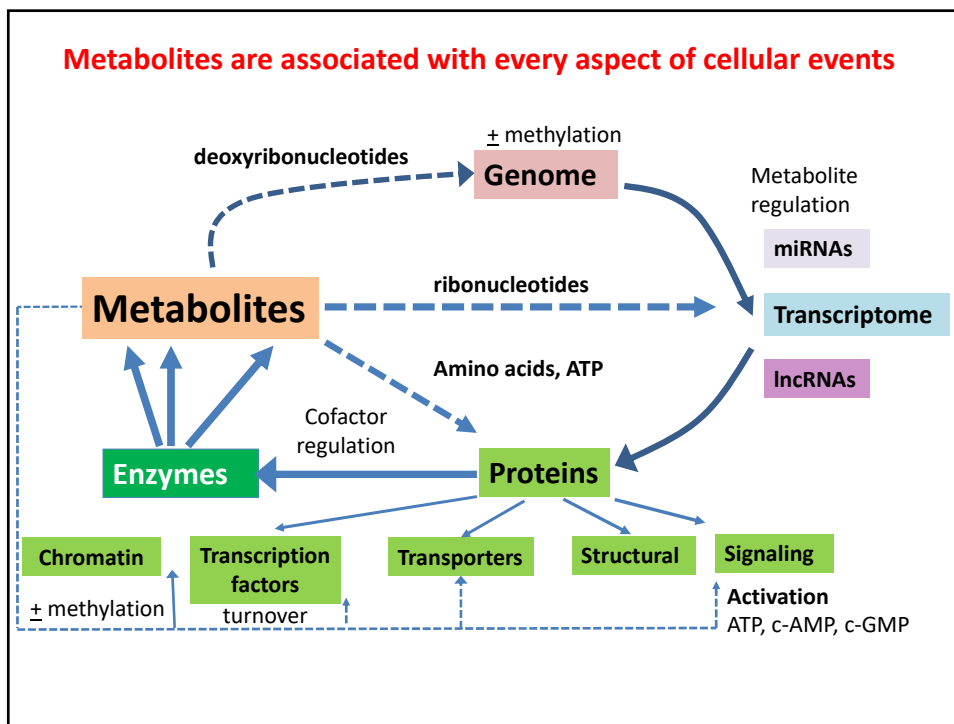 Metabolites are associated with every aspect of cellular events
± methylation
deoxyribonucleotides
Genome
Metabolite
regulation
miRNAs
ribonucleotides
Metabolites
Transcriptome
Amino acids, ATP
lncRNAs
Cofactor
regulation
Enzymes
Proteins
Chromatin
Transcription
factors
Transporters
Structural
Signaling
± methylation
turnover
Activation
ATP, c-AMP, c-GMP